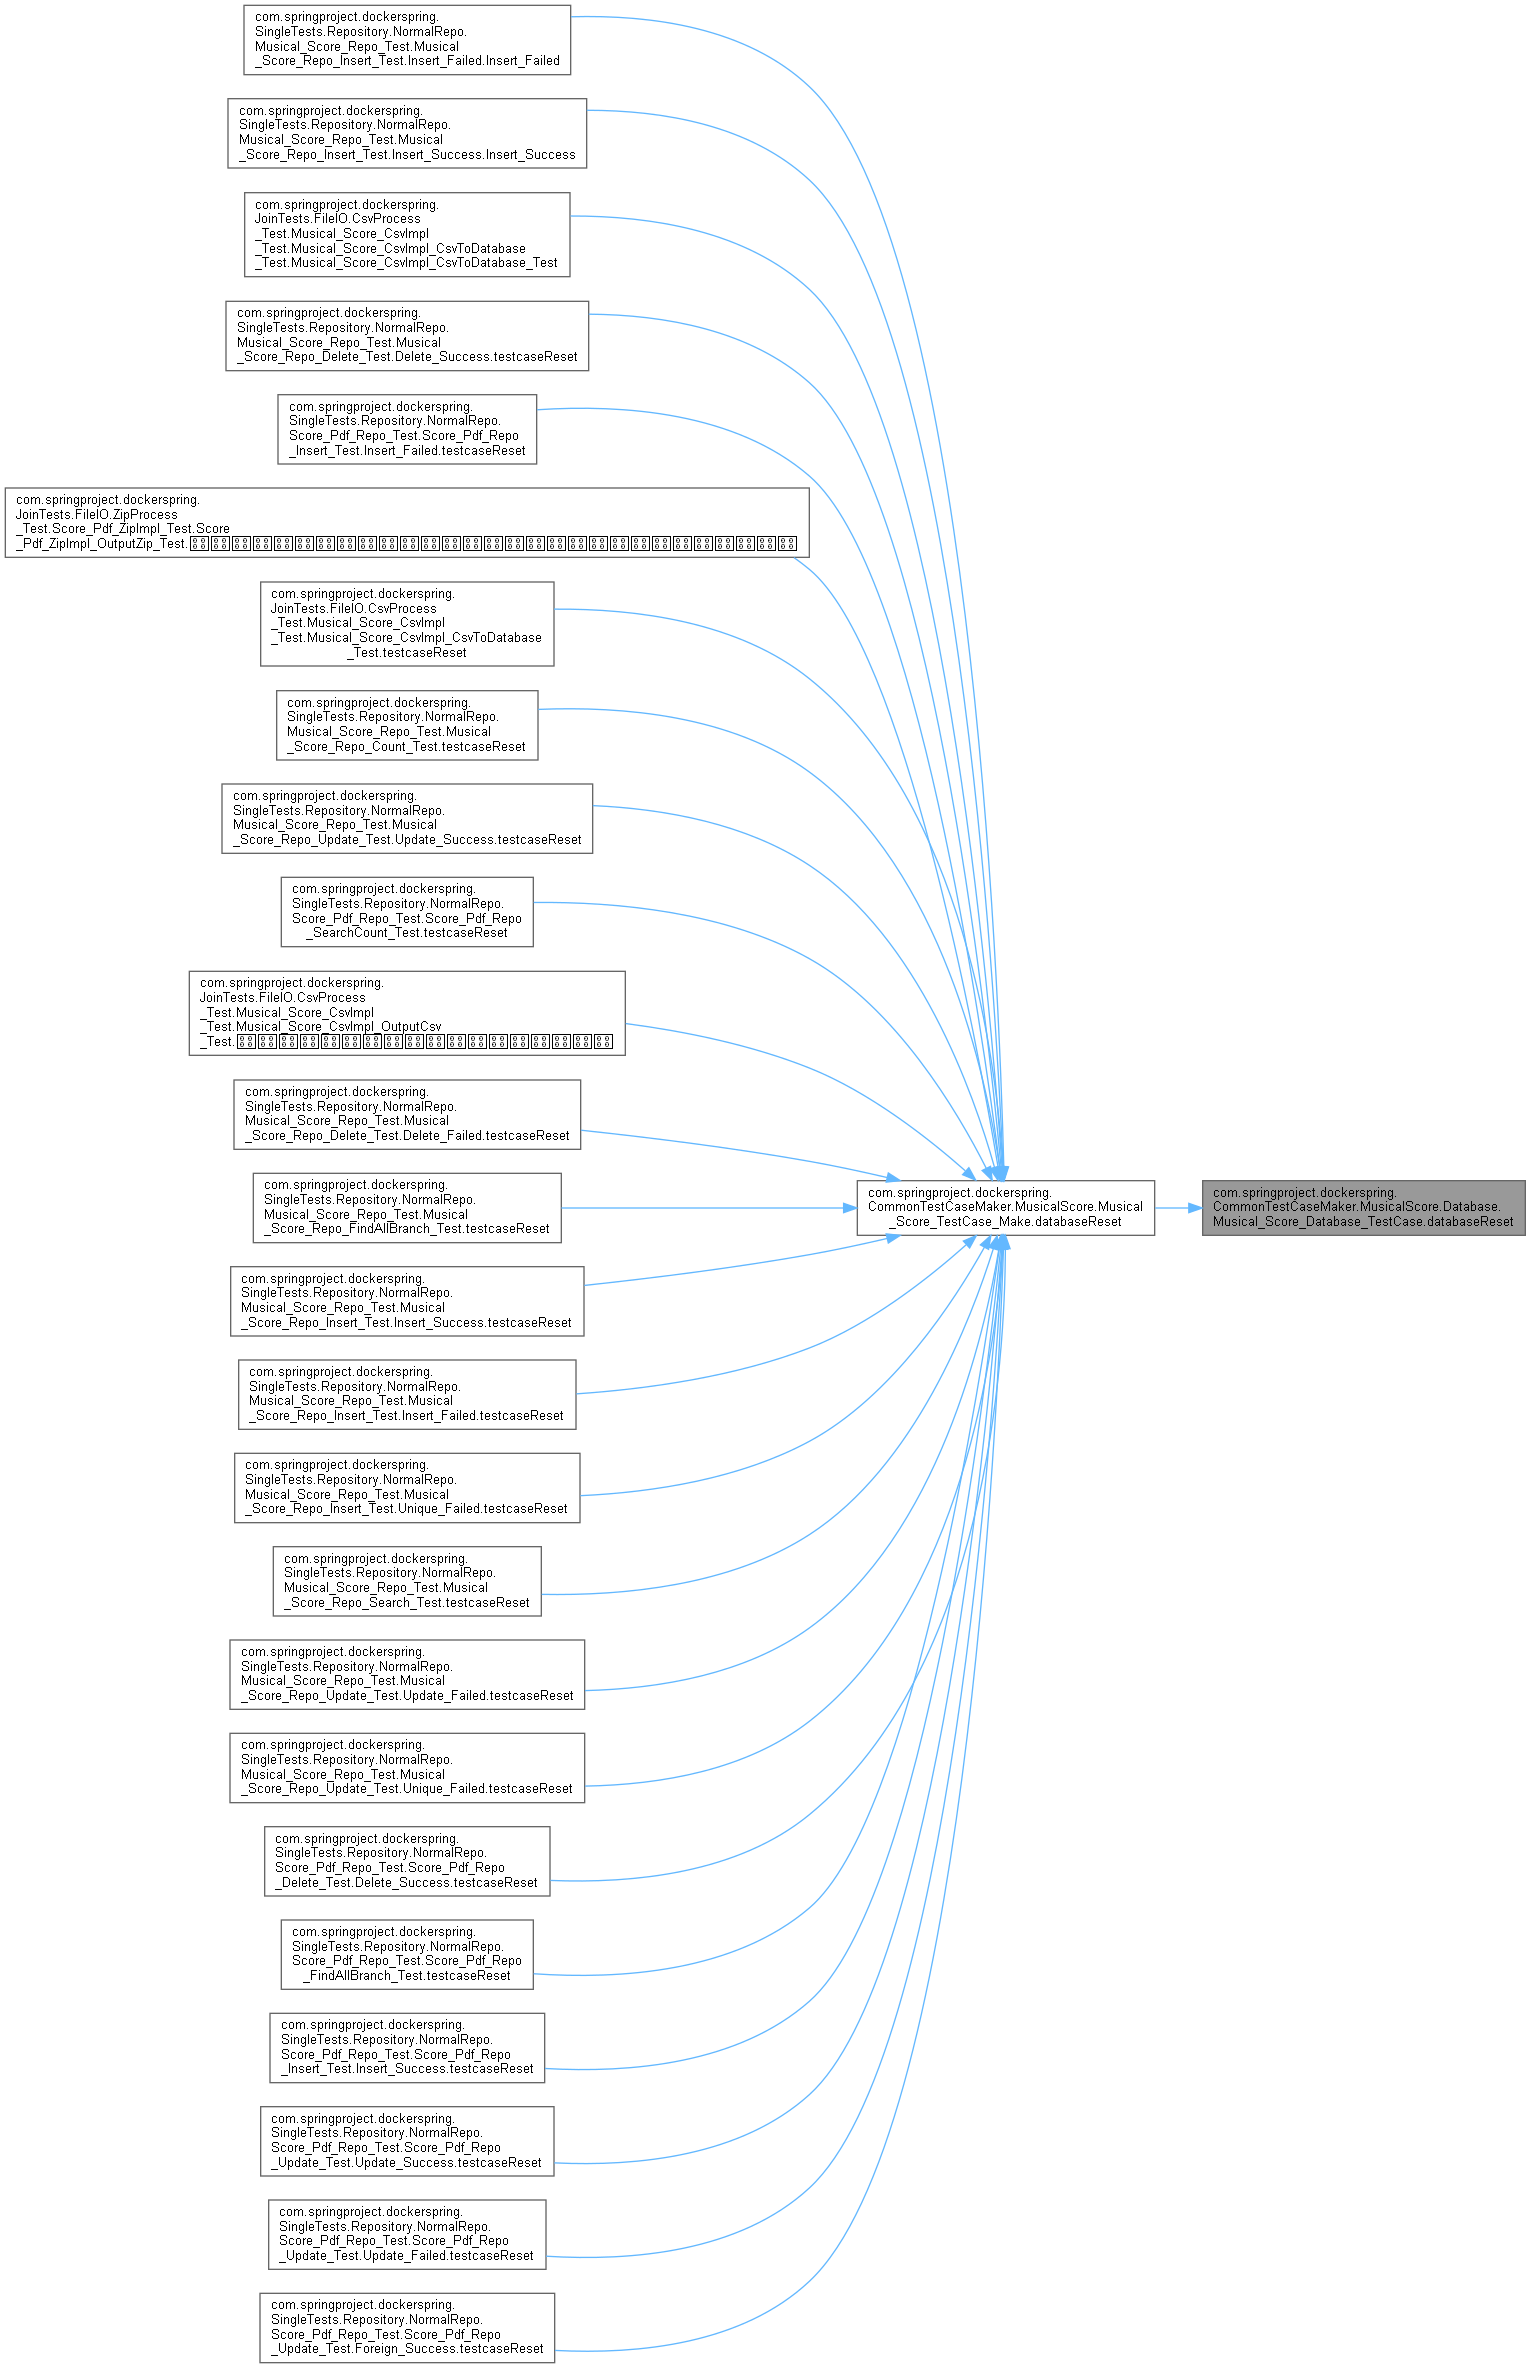 com.springproject.dockerspring.
SingleTests.Repository.NormalRepo.
Musical_Score_Repo_Test.Musical
_Score_Repo_Insert_Test.Insert_Failed.Insert_Failed
com.springproject.dockerspring.
SingleTests.Repository.NormalRepo.
Musical_Score_Repo_Test.Musical
_Score_Repo_Insert_Test.Insert_Success.Insert_Success
com.springproject.dockerspring.
JoinTests.FileIO.CsvProcess
_Test.Musical_Score_CsvImpl
_Test.Musical_Score_CsvImpl_CsvToDatabase
_Test.Musical_Score_CsvImpl_CsvToDatabase_Test
com.springproject.dockerspring.
SingleTests.Repository.NormalRepo.
Musical_Score_Repo_Test.Musical
_Score_Repo_Delete_Test.Delete_Success.testcaseReset
com.springproject.dockerspring.
SingleTests.Repository.NormalRepo.
Score_Pdf_Repo_Test.Score_Pdf_Repo
_Insert_Test.Insert_Failed.testcaseReset
com.springproject.dockerspring.
JoinTests.FileIO.ZipProcess
_Test.Score_Pdf_ZipImpl_Test.Score
_Pdf_ZipImpl_OutputZip_Test.
com.springproject.dockerspring.
JoinTests.FileIO.CsvProcess
_Test.Musical_Score_CsvImpl
_Test.Musical_Score_CsvImpl_CsvToDatabase
_Test.testcaseReset
com.springproject.dockerspring.
SingleTests.Repository.NormalRepo.
Musical_Score_Repo_Test.Musical
_Score_Repo_Count_Test.testcaseReset
com.springproject.dockerspring.
SingleTests.Repository.NormalRepo.
Musical_Score_Repo_Test.Musical
_Score_Repo_Update_Test.Update_Success.testcaseReset
com.springproject.dockerspring.
SingleTests.Repository.NormalRepo.
Score_Pdf_Repo_Test.Score_Pdf_Repo
_SearchCount_Test.testcaseReset
com.springproject.dockerspring.
JoinTests.FileIO.CsvProcess
_Test.Musical_Score_CsvImpl
_Test.Musical_Score_CsvImpl_OutputCsv
_Test.
com.springproject.dockerspring.
SingleTests.Repository.NormalRepo.
Musical_Score_Repo_Test.Musical
_Score_Repo_Delete_Test.Delete_Failed.testcaseReset
com.springproject.dockerspring.
SingleTests.Repository.NormalRepo.
Musical_Score_Repo_Test.Musical
_Score_Repo_FindAllBranch_Test.testcaseReset
com.springproject.dockerspring.
CommonTestCaseMaker.MusicalScore.Musical
_Score_TestCase_Make.databaseReset
com.springproject.dockerspring.
CommonTestCaseMaker.MusicalScore.Database.
Musical_Score_Database_TestCase.databaseReset
com.springproject.dockerspring.
SingleTests.Repository.NormalRepo.
Musical_Score_Repo_Test.Musical
_Score_Repo_Insert_Test.Insert_Success.testcaseReset
com.springproject.dockerspring.
SingleTests.Repository.NormalRepo.
Musical_Score_Repo_Test.Musical
_Score_Repo_Insert_Test.Insert_Failed.testcaseReset
com.springproject.dockerspring.
SingleTests.Repository.NormalRepo.
Musical_Score_Repo_Test.Musical
_Score_Repo_Insert_Test.Unique_Failed.testcaseReset
com.springproject.dockerspring.
SingleTests.Repository.NormalRepo.
Musical_Score_Repo_Test.Musical
_Score_Repo_Search_Test.testcaseReset
com.springproject.dockerspring.
SingleTests.Repository.NormalRepo.
Musical_Score_Repo_Test.Musical
_Score_Repo_Update_Test.Update_Failed.testcaseReset
com.springproject.dockerspring.
SingleTests.Repository.NormalRepo.
Musical_Score_Repo_Test.Musical
_Score_Repo_Update_Test.Unique_Failed.testcaseReset
com.springproject.dockerspring.
SingleTests.Repository.NormalRepo.
Score_Pdf_Repo_Test.Score_Pdf_Repo
_Delete_Test.Delete_Success.testcaseReset
com.springproject.dockerspring.
SingleTests.Repository.NormalRepo.
Score_Pdf_Repo_Test.Score_Pdf_Repo
_FindAllBranch_Test.testcaseReset
com.springproject.dockerspring.
SingleTests.Repository.NormalRepo.
Score_Pdf_Repo_Test.Score_Pdf_Repo
_Insert_Test.Insert_Success.testcaseReset
com.springproject.dockerspring.
SingleTests.Repository.NormalRepo.
Score_Pdf_Repo_Test.Score_Pdf_Repo
_Update_Test.Update_Success.testcaseReset
com.springproject.dockerspring.
SingleTests.Repository.NormalRepo.
Score_Pdf_Repo_Test.Score_Pdf_Repo
_Update_Test.Update_Failed.testcaseReset
com.springproject.dockerspring.
SingleTests.Repository.NormalRepo.
Score_Pdf_Repo_Test.Score_Pdf_Repo
_Update_Test.Foreign_Success.testcaseReset